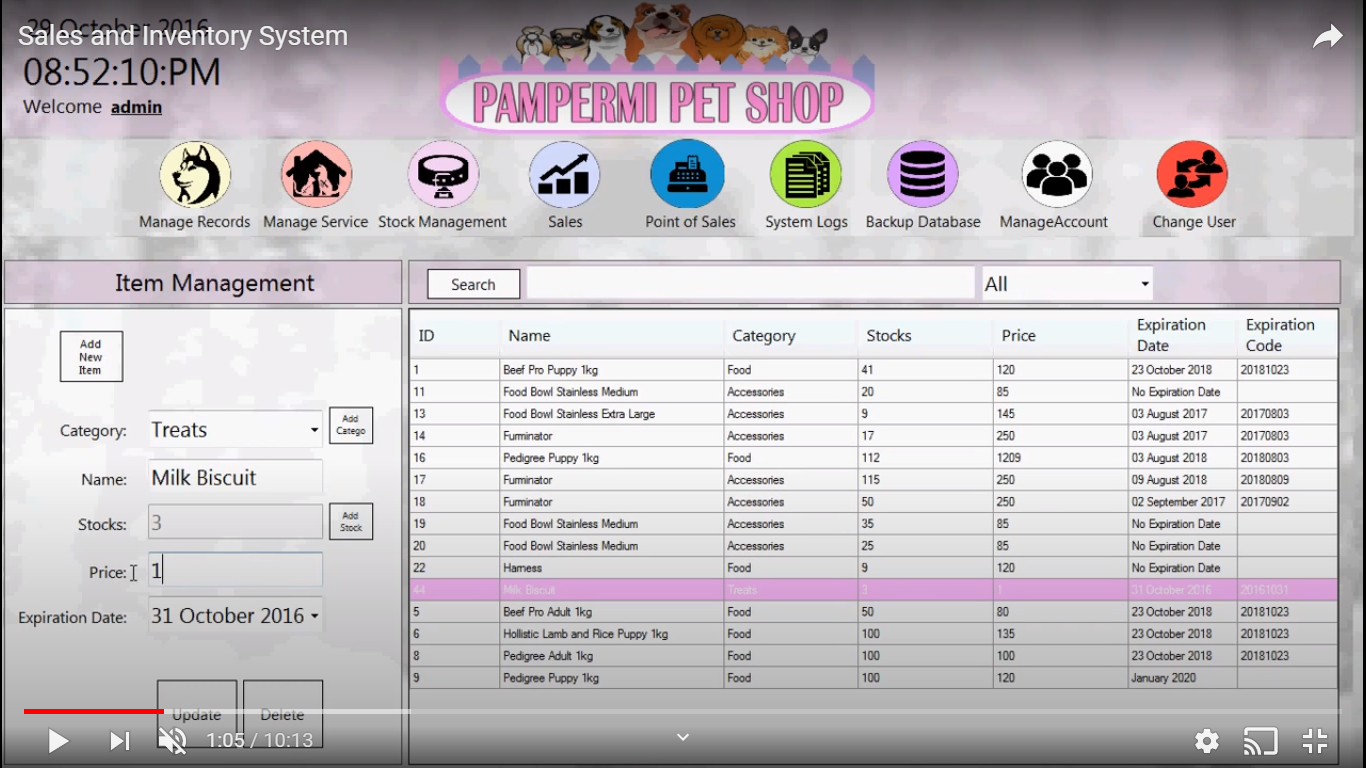 29 October 2016
Sales and Inventory System
08:52:10:PM
Welcome admin
PAMPERMI PET SHOP
Manage Records Manage Service Stock Management Sales Point of Sales System Logs Backup Database ManageAccount Change User
Item Management
Search All
Add
New
Item
Category: Treats
Add
Catego
Name: Milk Biscuit
Stocks: 3
Add
Stock
Price: 1
Expiration Date: 31 October 2016
Update Delete
ID Name Category Stocks Price Expiration Date Expiration Code
1 Beef Pro Puppy 1kg Food 41 120 23 October 2018 20181023
11 Food Bowl Stainless Medium Accessories 20 85 No Expiration Date
13 Food Bowl Stainless Extra Large Accessories 9 145 03 August 2017 20170803
14 Furminator Accessories 17 250 03 August 2017 20170803
16 Pedigree Puppy 1kg Food 112 1209 03 August 2018 20180803
17 Furminator Accessories 115 250 09 August 2018 20180809
18 Furminator Accessories 50 250 02 September 2017 20170902
19 Food Bowl Stainless Medium Accessories 35 85 No Expiration Date
20 Food Bowl Stainless Medium Accessories 25 85 No Expiration Date
22 Harness Food 9 120 No Expiration Date
44 Milk Biscuit Treats 3 1 31 October 2016 20161031
5 Beef Pro Adult 1kg Food 50 80 23 October 2018 20181023
6 Hollistic Lamb and Rice Puppy 1kg Food 100 135 23 October 2018 20181023
8 Pedigree Adult 1kg Food 100 100 23 October 2018 20181023
9 Pedigree Puppy 1kg Food 100 120 January 2020
1:05 / 10:13